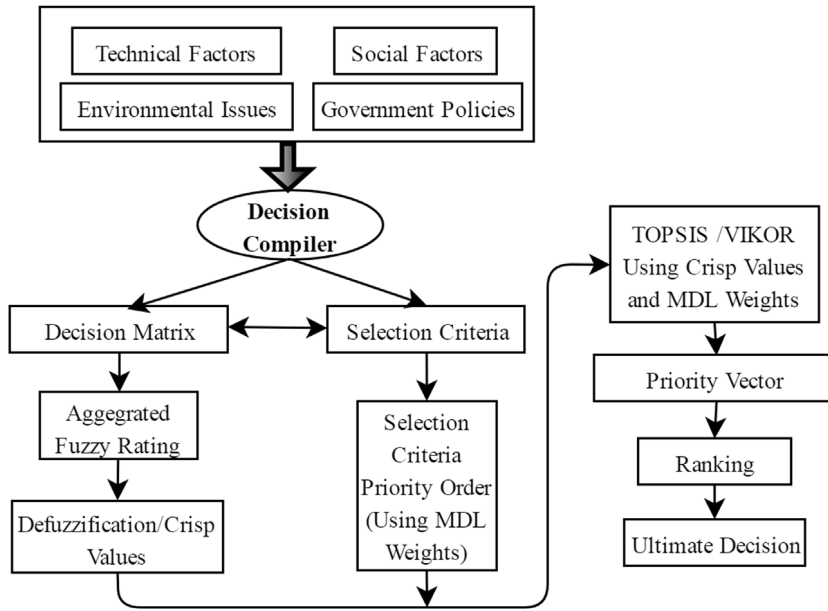 Technical Factors
Social Factors
Environmental Issues
Government Policies
Decision
Compiler
Decision Matrix
Selection Criteria
Aggegrated
Fuzzy Rating
Selection
Criteria
Priority Order
(Using MDL
Weights)
Defuzzification/Crisp
Values
TOPSIS /VIKOR
Using Crisp Values
and MDL Weights
Priority Vector
Ranking
Ultimate Decision